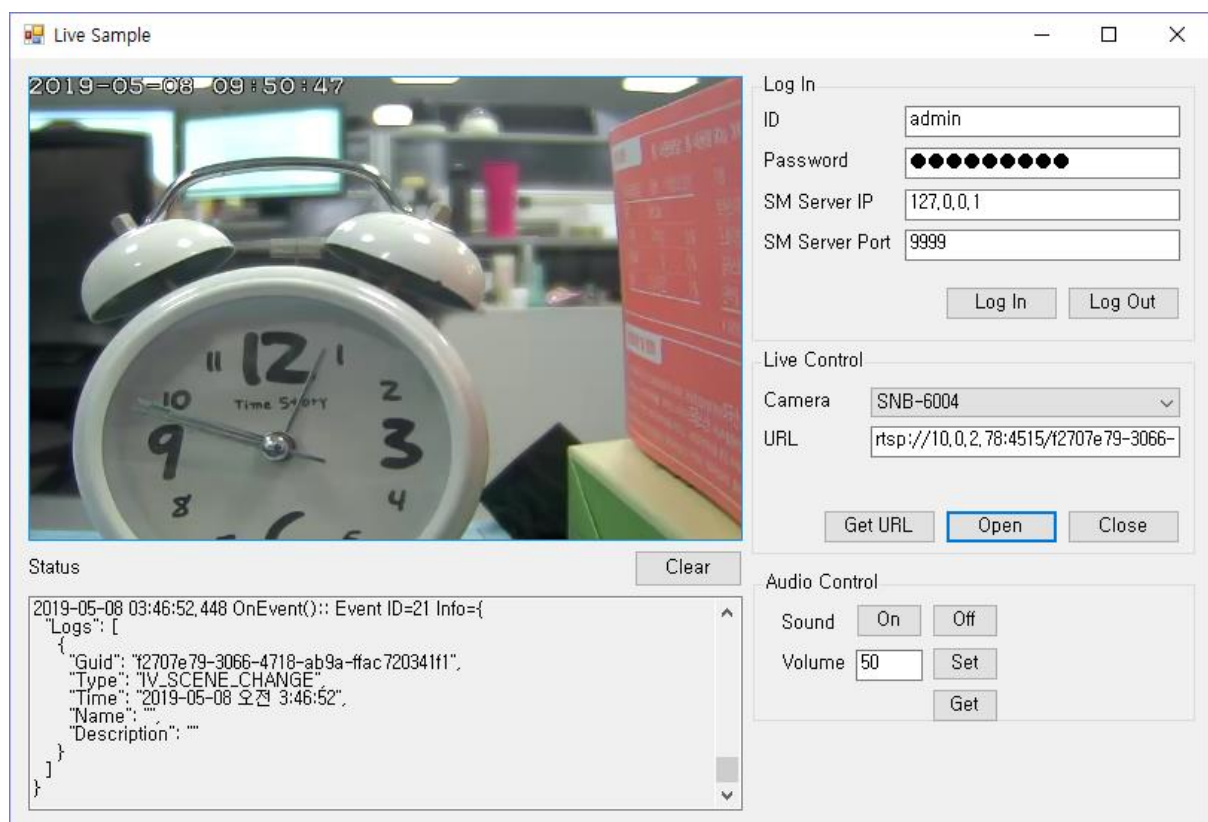 Live Sample
2019-05-08 09:50:47
11 12 1
10 2
Time Story
9 3
8 4
Log In
ID admin
Password ●●●●●●●●●
SM Server IP 127,0,0,1
SM Server Port 9999
Log In Log Out
Live Control
Camera SNB-6004
URL rtsp://10,0,2,78:4515/f2707e79-3066-
Get URL Open Close
Status Clear
2019-05-08 03:46:52,448 OnEvent():: Event ID=21 Info={
"Logs": [
{
"Guid": "f2707e79-3066-4718-ab9a-ffac720341f1",
"Type": "IV_SCENE_CHANGE",
"Time": "2019-05-08 오전 3:46:52",
"Name": "",
"Description": ""
}
]
}
Audio Control
Sound On Off
Volume 50 Set
Get